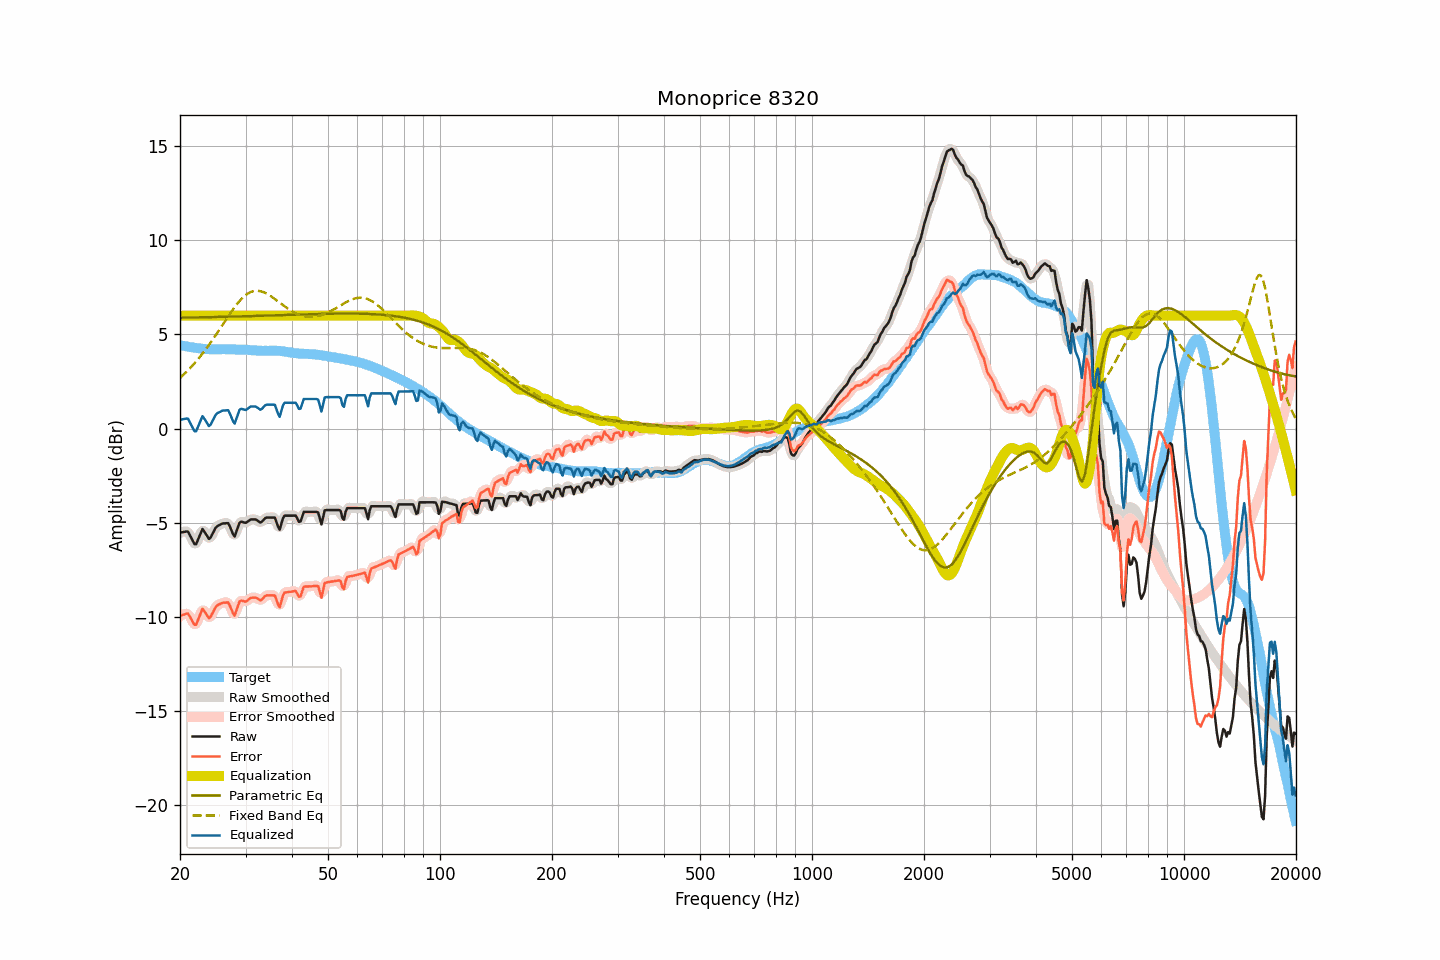 Monoprice 8320
Amplitude (dBr)
15
10
5
0
−5
−10
−15
−20
Target
Raw Smoothed
Error Smoothed
Raw
Error
Equalization
Parametric Eq
Fixed Band Eq
Equalized
20 50 100 200 500 1000 2000 5000 10000 20000
Frequency (Hz)